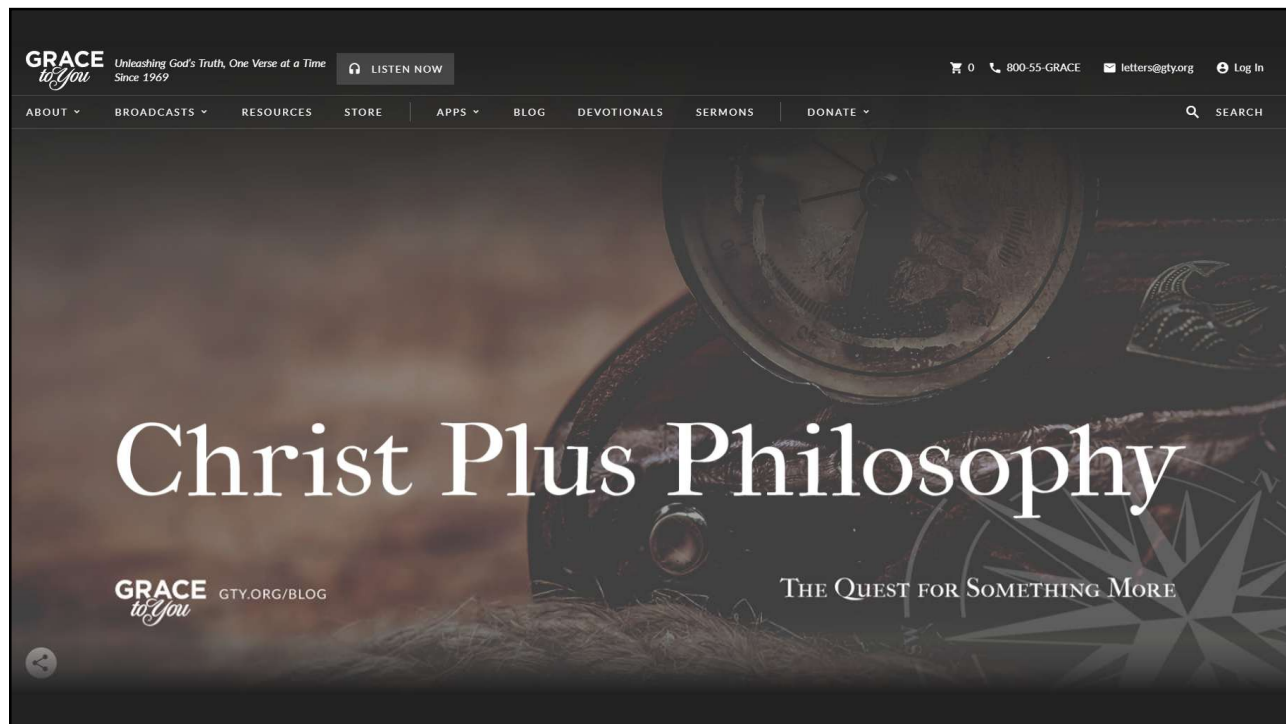 GRACE
to You
Unleashing God's Truth, One Verse at a Time
Since 1969
LISTEN NOW
0 800-55-GRACE letters@gty.org Log In
ABOUT BROADCASTS RESOURCES STORE APPS BLOG DEVOTIONALS SERMONS DONATE SEARCH
Christ Plus Philosophy
GRACE
to You
GTY.ORG/BLOG
THE QUEST FOR SOMETHING MORE
N
W